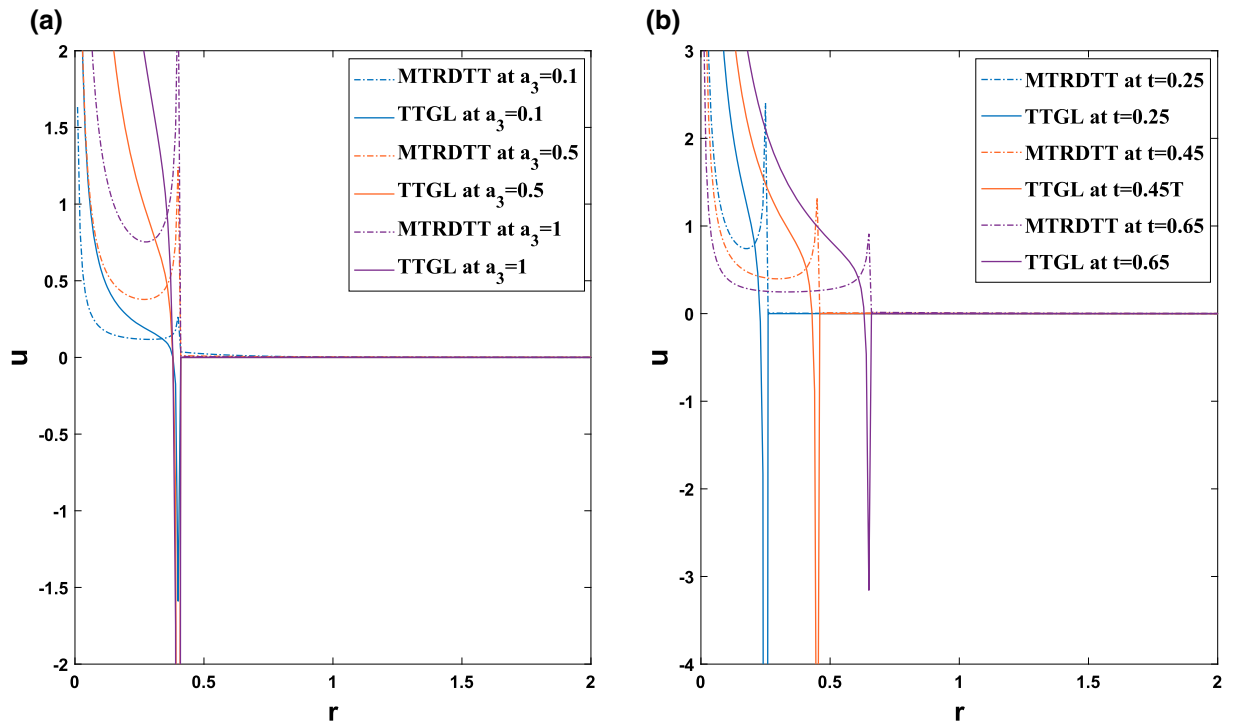 (a)
2
1.5
1
0.5
0
-0.5
-1
-1.5
-2
u
0
0.5
1
1.5
2
r
MTRDTT at a3=0.1
TTGL at a3=0.1
MTRDTT at a3=0.5
TTGL at a3=0.5
MTRDTT at a3=1
TTGL at a3=1
(b)
3
2
1
0
-1
-2
-3
-4
u
0
0.5
1
1.5
2
r
MTRDTT at t=0.25
TTGL at t=0.25
MTRDTT at t=0.45
TTGL at t=0.45T
MTRDTT at t=0.65
TTGL at t=0.65